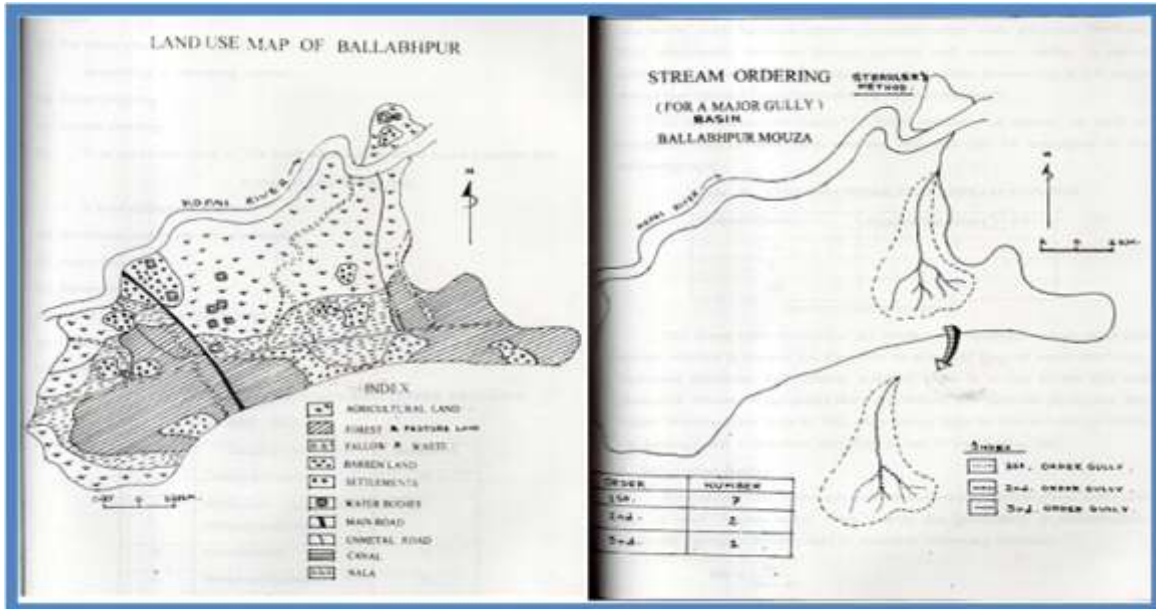 LAND USE MAP OF BALLABHPUR
KOPAI RIVER
N
INDEX
AGRICULTURAL LAND
FOREST & PASTURE LAND
FALLOW & WASTE
BARREN LAND
SETTLEMENTS
WATER BODIES
MAIN ROAD
UNMETAL ROAD
CANAL
NALA
STREAM ORDERING
METHOD.
(FOR A MAJOR GULLY)
BASIN
BALLABHPUR MOUZA
KOPAI RIVER
N
ORDER NUMBER
1st. 7
2nd. 2
3rd. 1
INDEX
1st. ORDER GULLY.
2nd. ORDER GULLY.
3rd. ORDER GULLY.